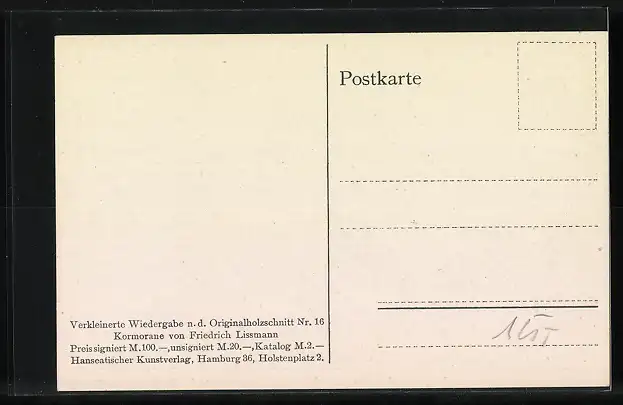 Postkarte
Verkleinerte Wiedergabe n. d. Originalholzschnitt Nr. 16
Kormorane von Friedrich Lissmann
Preis signiert M.100.—,unsigniert M.20.—,Katalog M.2.—
Hanseatischer Kunstverlag, Hamburg 36, Holstenplatz 2.